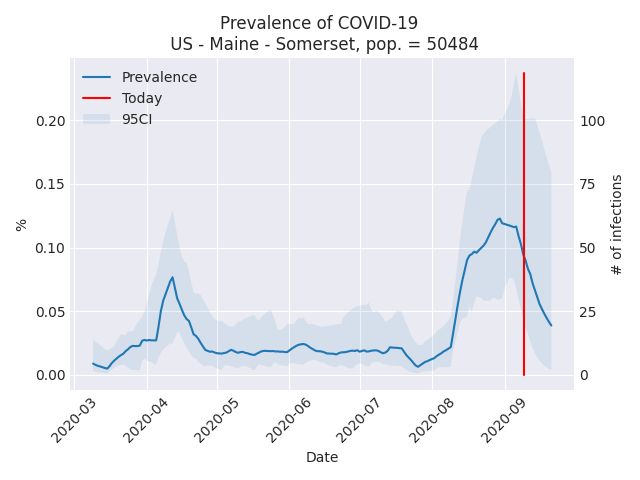 Prevalence of COVID-19
US - Maine - Somerset, pop. = 50484
Prevalence
Today
95CI
0.20
0.15
0.10
0.05
0.00
%
100
75
50
25
0
# of infections
2020-03
2020-04
2020-05
2020-06
2020-07
2020-08
2020-09
Date